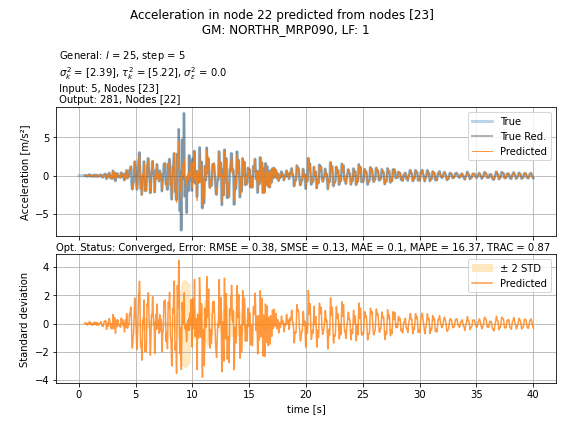 Acceleration in node 22 predicted from nodes [23]
GM: NORTHR_MRP090, LF: 1
General: l = 25, step = 5
σ²ₖ = [2.39], τ²ₖ = [5.22], σ²ₑ = 0.0
Input: 5, Nodes [23]
Output: 281, Nodes [22]
True
True Red.
Predicted
Acceleration [m/s²]
5
0
−5
Opt. Status: Converged, Error: RMSE = 0.38, SMSE = 0.13, MAE = 0.1, MAPE = 16.37, TRAC = 0.87
± 2 STD
Predicted
Standard deviation
4
2
0
−2
−4
0 5 10 15 20 25 30 35 40
time [s]